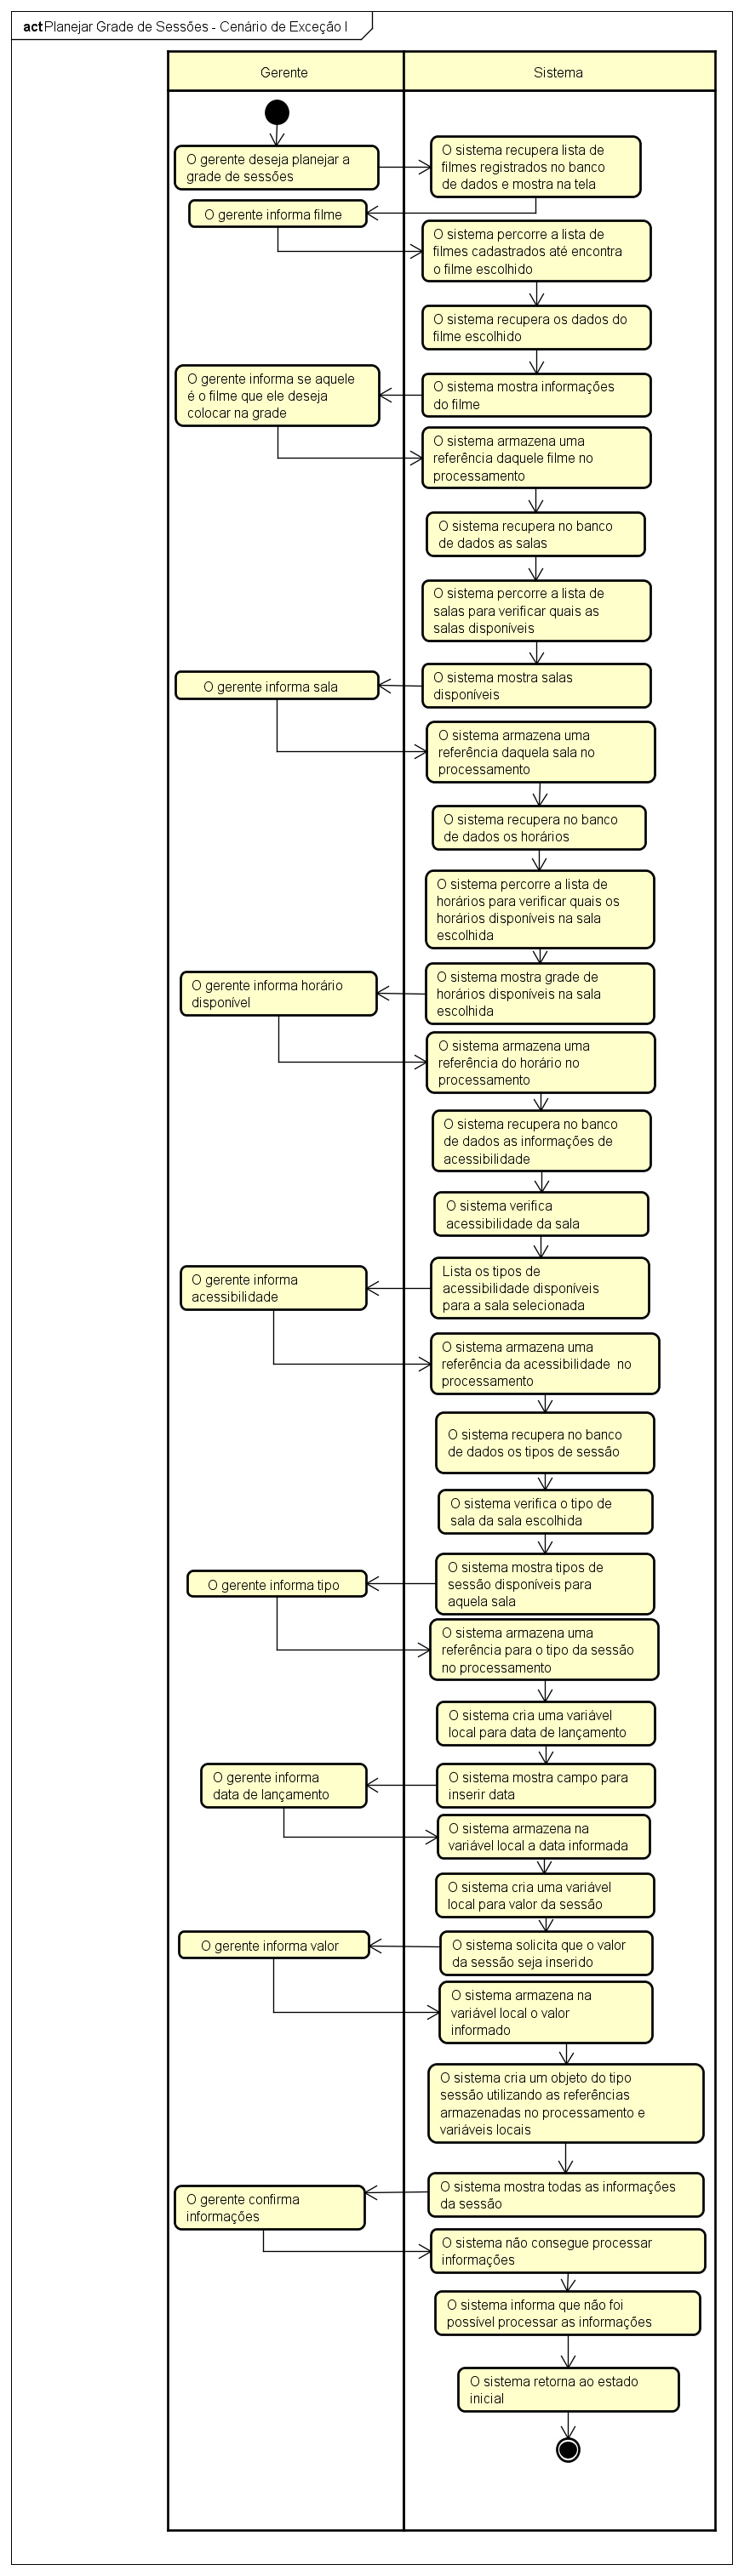 act Planejar Grade de Sessões - Cenário de Exceção I
Gerente
Sistema
O gerente deseja planejar a
grade de sessões
O sistema recupera lista de
filmes registrados no banco
de dados e mostra na tela
O gerente informa filme
O sistema percorre a lista de
filmes cadastrados até encontra
o filme escolhido
O sistema recupera os dados do
filme escolhido
O sistema mostra informações
do filme
O gerente informa se aquele
é o filme que ele deseja
colocar na grade
O sistema armazena uma
referência daquele filme no
processamento
O sistema recupera no banco
de dados as salas
O sistema percorre a lista de
salas para verificar quais as
salas disponíveis
O sistema mostra salas
disponíveis
O gerente informa sala
O sistema armazena uma
referência daquela sala no
processamento
O sistema recupera no banco
de dados os horários
O sistema percorre a lista de
horários para verificar quais os
horários disponíveis na sala
escolhida
O sistema mostra grade de
horários disponíveis na sala
escolhida
O gerente informa horário
disponível
O sistema armazena uma
referência do horário no
processamento
O sistema recupera no banco
de dados as informações de
acessibilidade
O sistema verifica
acessibilidade da sala
Lista os tipos de
acessibilidade disponíveis
para a sala selecionada
O gerente informa
acessibilidade
O sistema armazena uma
referência da acessibilidade no
processamento
O sistema recupera no banco
de dados os tipos de sessão
O sistema verifica o tipo de
sala da sala escolhida
O sistema mostra tipos de
sessão disponíveis para
aquela sala
O gerente informa tipo
O sistema armazena uma
referência para o tipo da sessão
no processamento
O sistema cria uma variável
local para data de lançamento
O sistema mostra campo para
inserir data
O gerente informa
data de lançamento
O sistema armazena na
variável local a data informada
O sistema cria uma variável
local para valor da sessão
O sistema solicita que o valor
da sessão seja inserido
O gerente informa valor
O sistema armazena na
variável local o valor
informado
O sistema cria um objeto do tipo
sessão utilizando as referências
armazenadas no processamento e
variáveis locais
O sistema mostra todas as informações
da sessão
O gerente confirma
informações
O sistema não consegue processar
informações
O sistema informa que não foi
possível processar as informações
O sistema retorna ao estado
inicial